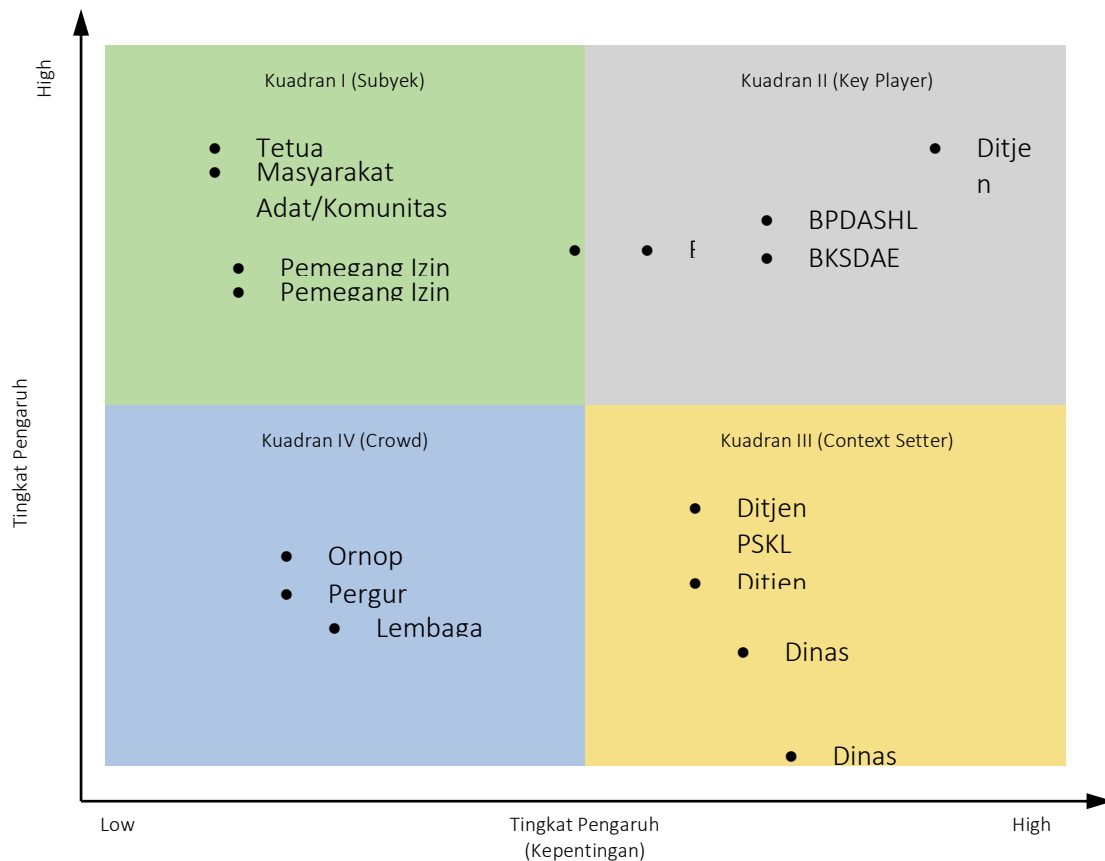 High
Kuadran I (Subyek)
Kuadran II (Key Player)
Tetua
Masyarakat
Adat/Komunitas
Pemegang Izin
Pemegang Izin
Ditje
n
BPDASHL
BKSDAE
Tingkat Pengaruh
Kuadran IV (Crowd)
Kuadran III (Context Setter)
Ornop
Pergur
Lembaga
Ditjen
PSKL
Ditjen
Dinas
Dinas
Low
Tingkat Pengaruh
(Kepentingan)
High